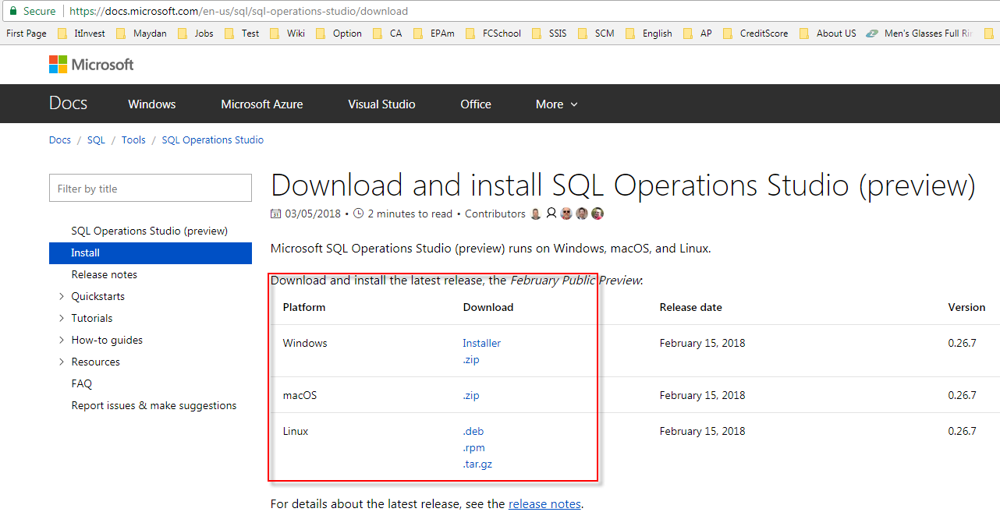 Secure https://docs.microsoft.com/en-us/sql/sql-operations-studio/download
First Page ItInvest Maydan Jobs Test Wiki Option CA EPAm FCSchool SSIS SCM English AP CreditScore About US Men's Glasses Full Rir
Microsoft
Docs Windows Microsoft Azure Visual Studio Office More
Docs / SQL / Tools / SQL Operations Studio
Filter by title
SQL Operations Studio (preview)
Install
Release notes
Quickstarts
Tutorials
How-to guides
Resources
FAQ
Report issues & make suggestions
Download and install SQL Operations Studio (preview)
03/05/2018 • 2 minutes to read • Contributors
Microsoft SQL Operations Studio (preview) runs on Windows, macOS, and Linux.
Download and install the latest release, the February Public Preview:
Platform Download Release date Version
Windows Installer February 15, 2018 0.26.7
.zip
macOS .zip February 15, 2018 0.26.7
Linux .deb February 15, 2018 0.26.7
.rpm
.tar.gz
For details about the latest release, see the release notes.